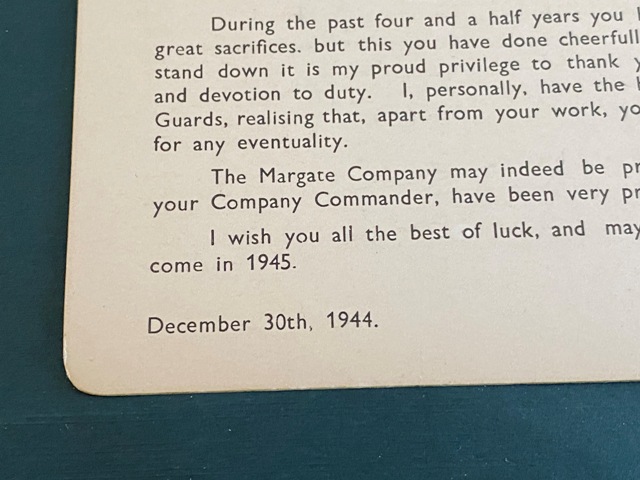 During the past four and a half years you
great sacrifices. but this you have done cheerfull
stand down it is my proud privilege to thank
and devotion to duty. I, personally, have the
Guards, realising that, apart from your work, yo
for any eventuality.
The Margate Company may indeed be pr
your Company Commander, have been very pr
I wish you all the best of luck, and may
come in 1945.
December 30th, 1944.